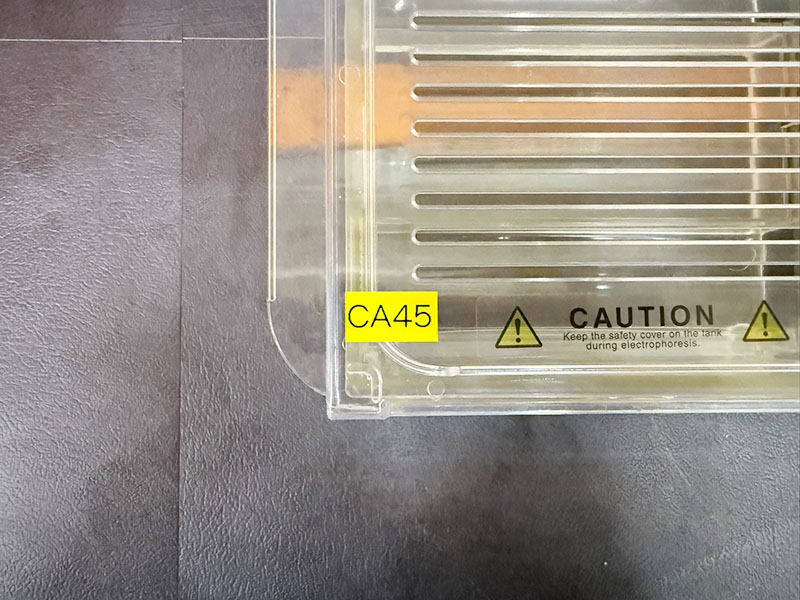 CA45
CAUTION
Keep the safety cover on the tank
during electrophoresis.